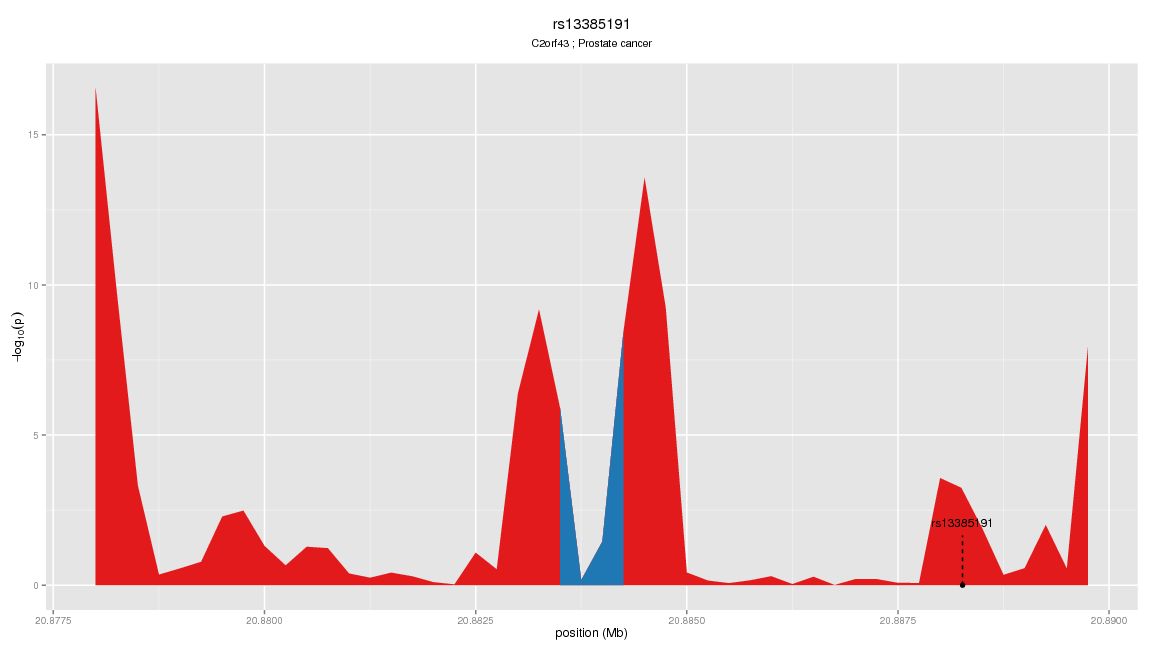 rs13385191
C2orf43 ; Prostate cancer
−log10(p)
15
10
5
0
rs13385191
20.8775
20.8800
20.8825
20.8850
20.8875
20.8900
position (Mb)